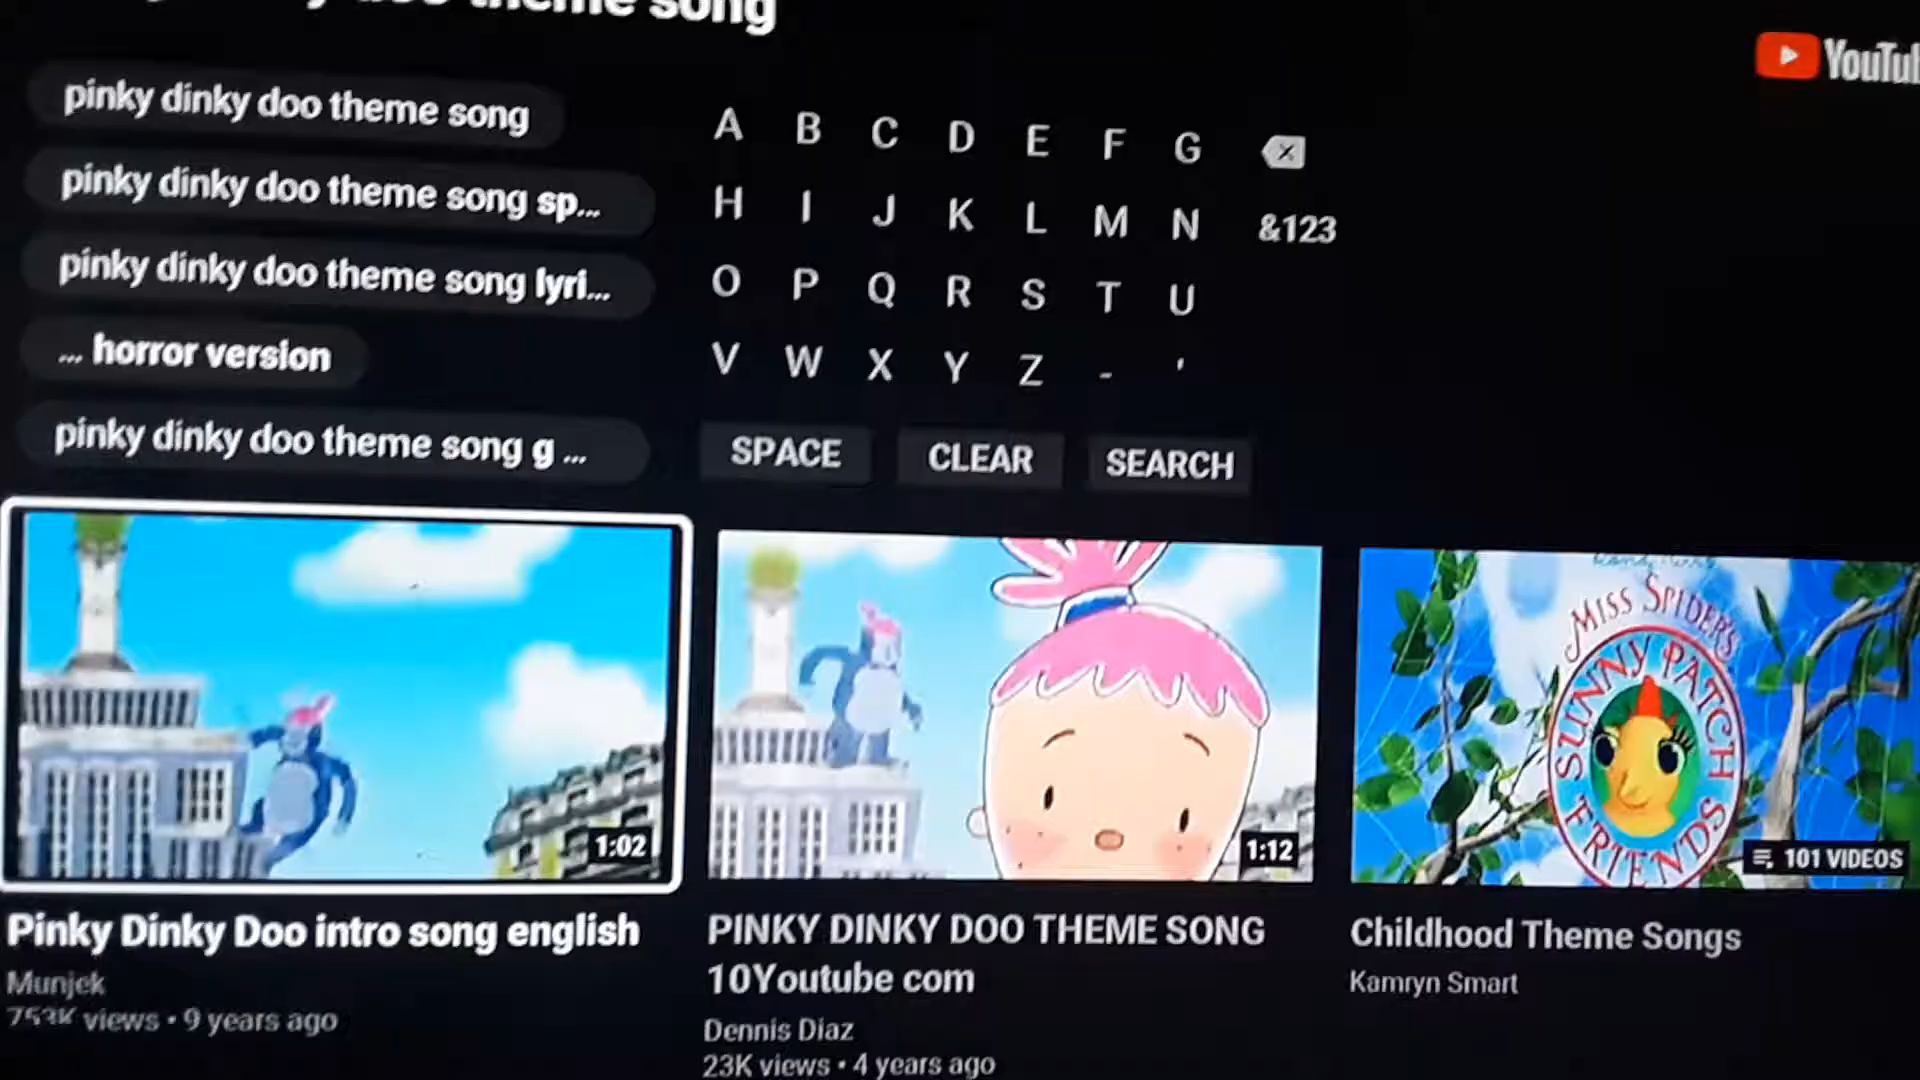 theme song
YouTub
pinky dinky doo theme song
pinky dinky doo theme song sp...
pinky dinky doo theme song lyri...
... horror version
pinky dinky doo theme song g ...
A B C D E F G
H I J K L M N &123
O P Q R S T U
V W X Y Z - '
SPACE CLEAR SEARCH
1:02
1:12
MISS SPIDER'S
SUNNY PATCH
FRIENDS
101 VIDEOS
Pinky Dinky Doo intro song english
Munjek
views • 9 years ago
PINKY DINKY DOO THEME SONG
10Youtube com
Dennis Diaz
23K views • 4 years ago
Childhood Theme Songs
Kamryn Smart